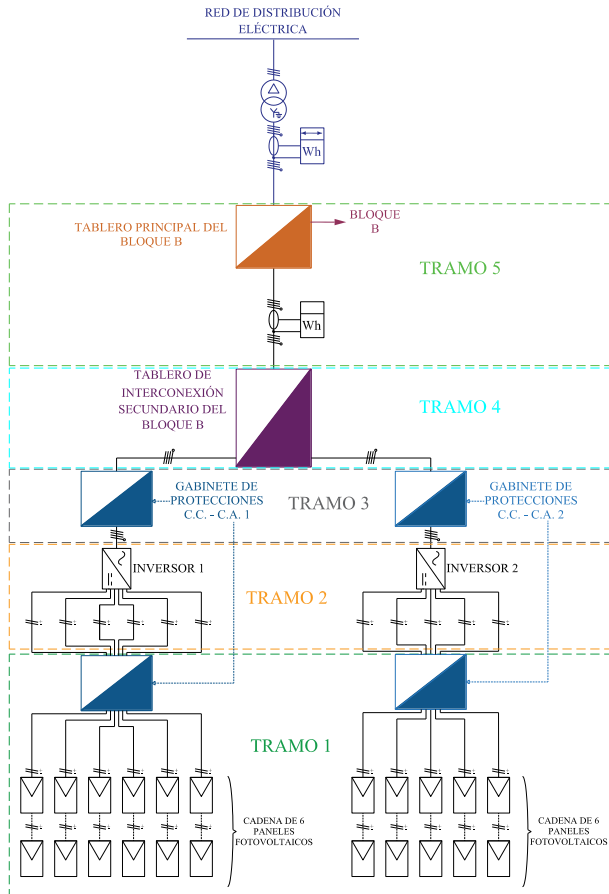 RED DE DISTRIBUCIÓN
ELÉCTRICA
Wh
TABLERO PRINCIPAL DEL
BLOQUE B
BLOQUE
B
TRAMO 5
Wh
TABLERO DE
INTERCONEXIÓN
SECUNDARIO DEL
BLOQUE B
TRAMO 4
GABINETE DE
PROTECCIONES
C.C. - C.A. 1
TRAMO 3
GABINETE DE
PROTECCIONES
C.C. - C.A. 2
INVERSOR 1
INVERSOR 2
TRAMO 2
TRAMO 1
CADENA DE 6
PANELES
FOTOVOLTAICOS
CADENA DE 6
PANELES
FOTOVOLTAICOS